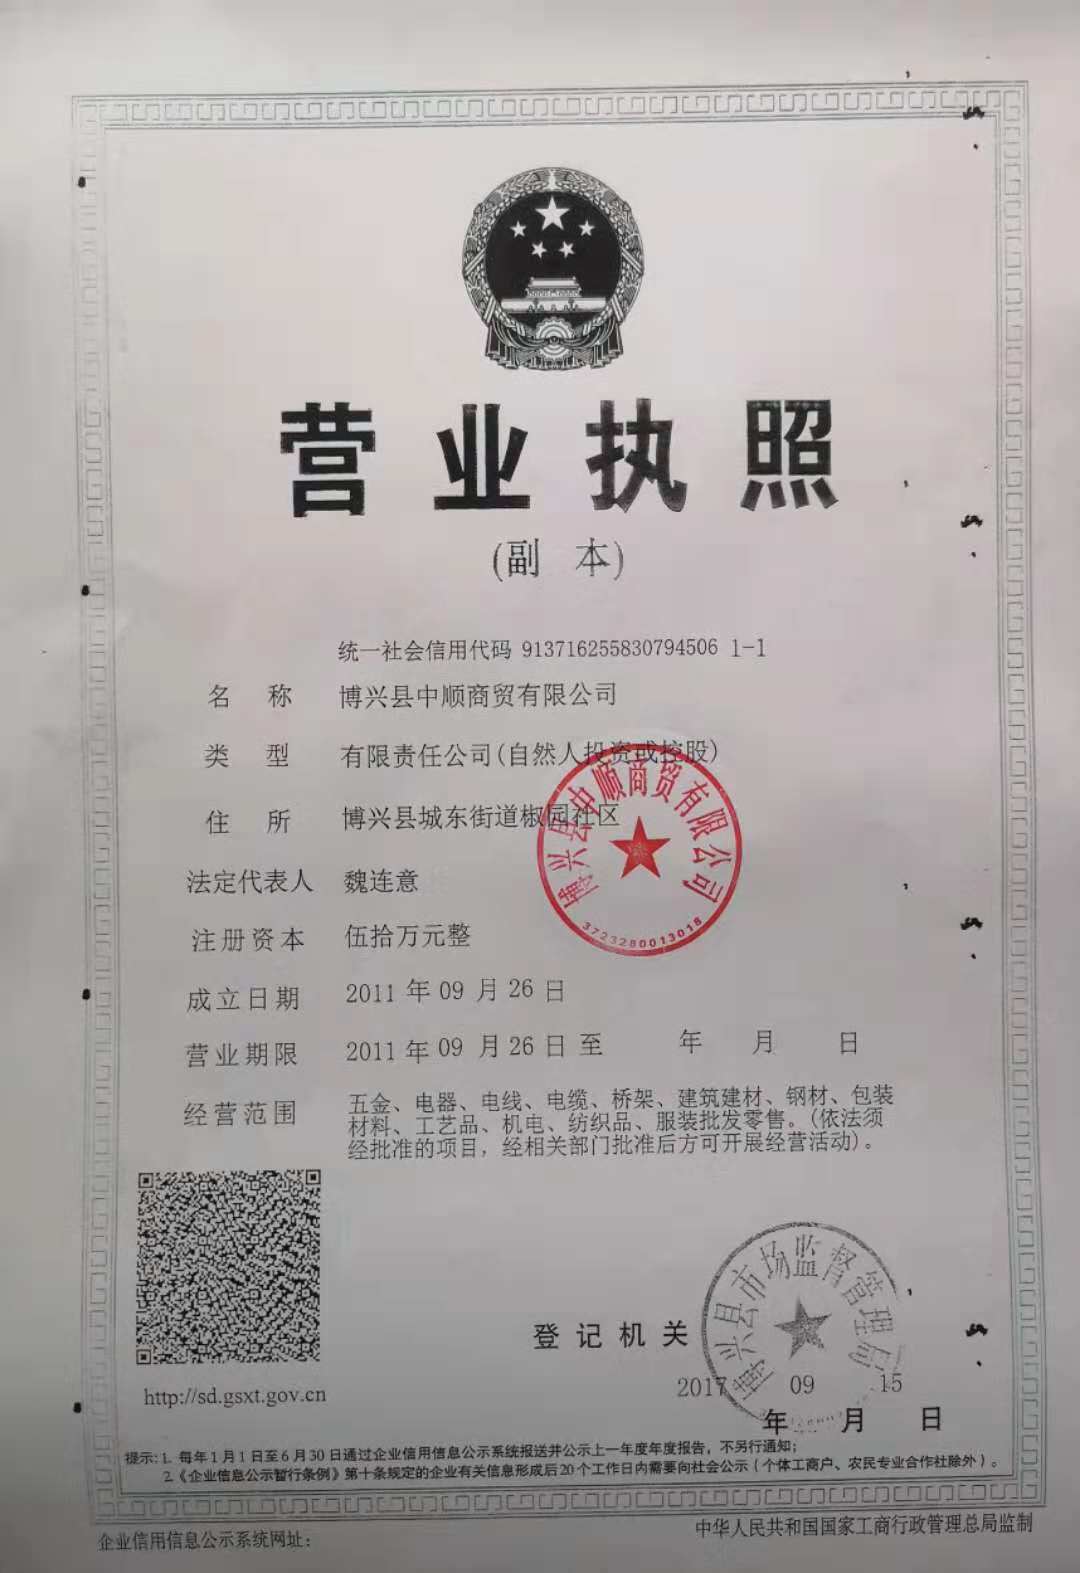 营业执照
(副 本)
统一社会信用代码 913716255830794506 1-1
名称 博兴县中顺商贸有限公司
类型 有限责任公司(自然人投资或控股)
住所 博兴县城东街道椒园社区
法定代表人 魏连意
注册资本 伍拾万元整
成立日期 2011 年 09 月 26 日
营业期限 2011 年 09 月 26 日 至 年 月 日
经营范围 五金、电器、电线、电缆、桥架、建筑建材、钢材、包装
材料、工艺品、机电、纺织品、服装批发零售。(依法须
经批准的项目，经相关部门批准后方可开展经营活动)。
博兴县中顺商贸有限公司
3723280013018
http://sd.gsxt.gov.cn
登记机关
博兴县市场监督管理局
2017 09 15
年 月 日
提示：1. 每年1月1日至6月30日通过企业信用信息公示系统报送并公示上一年度年度报告，不另行通知；
2.《企业信息公示暂行条例》第十条规定的企业有关信息形成后20个工作日内需要向社会公示（个体工商户、农民专业合作社除外）。
企业信用信息公示系统网址：
中华人民共和国国家工商行政管理总局监制